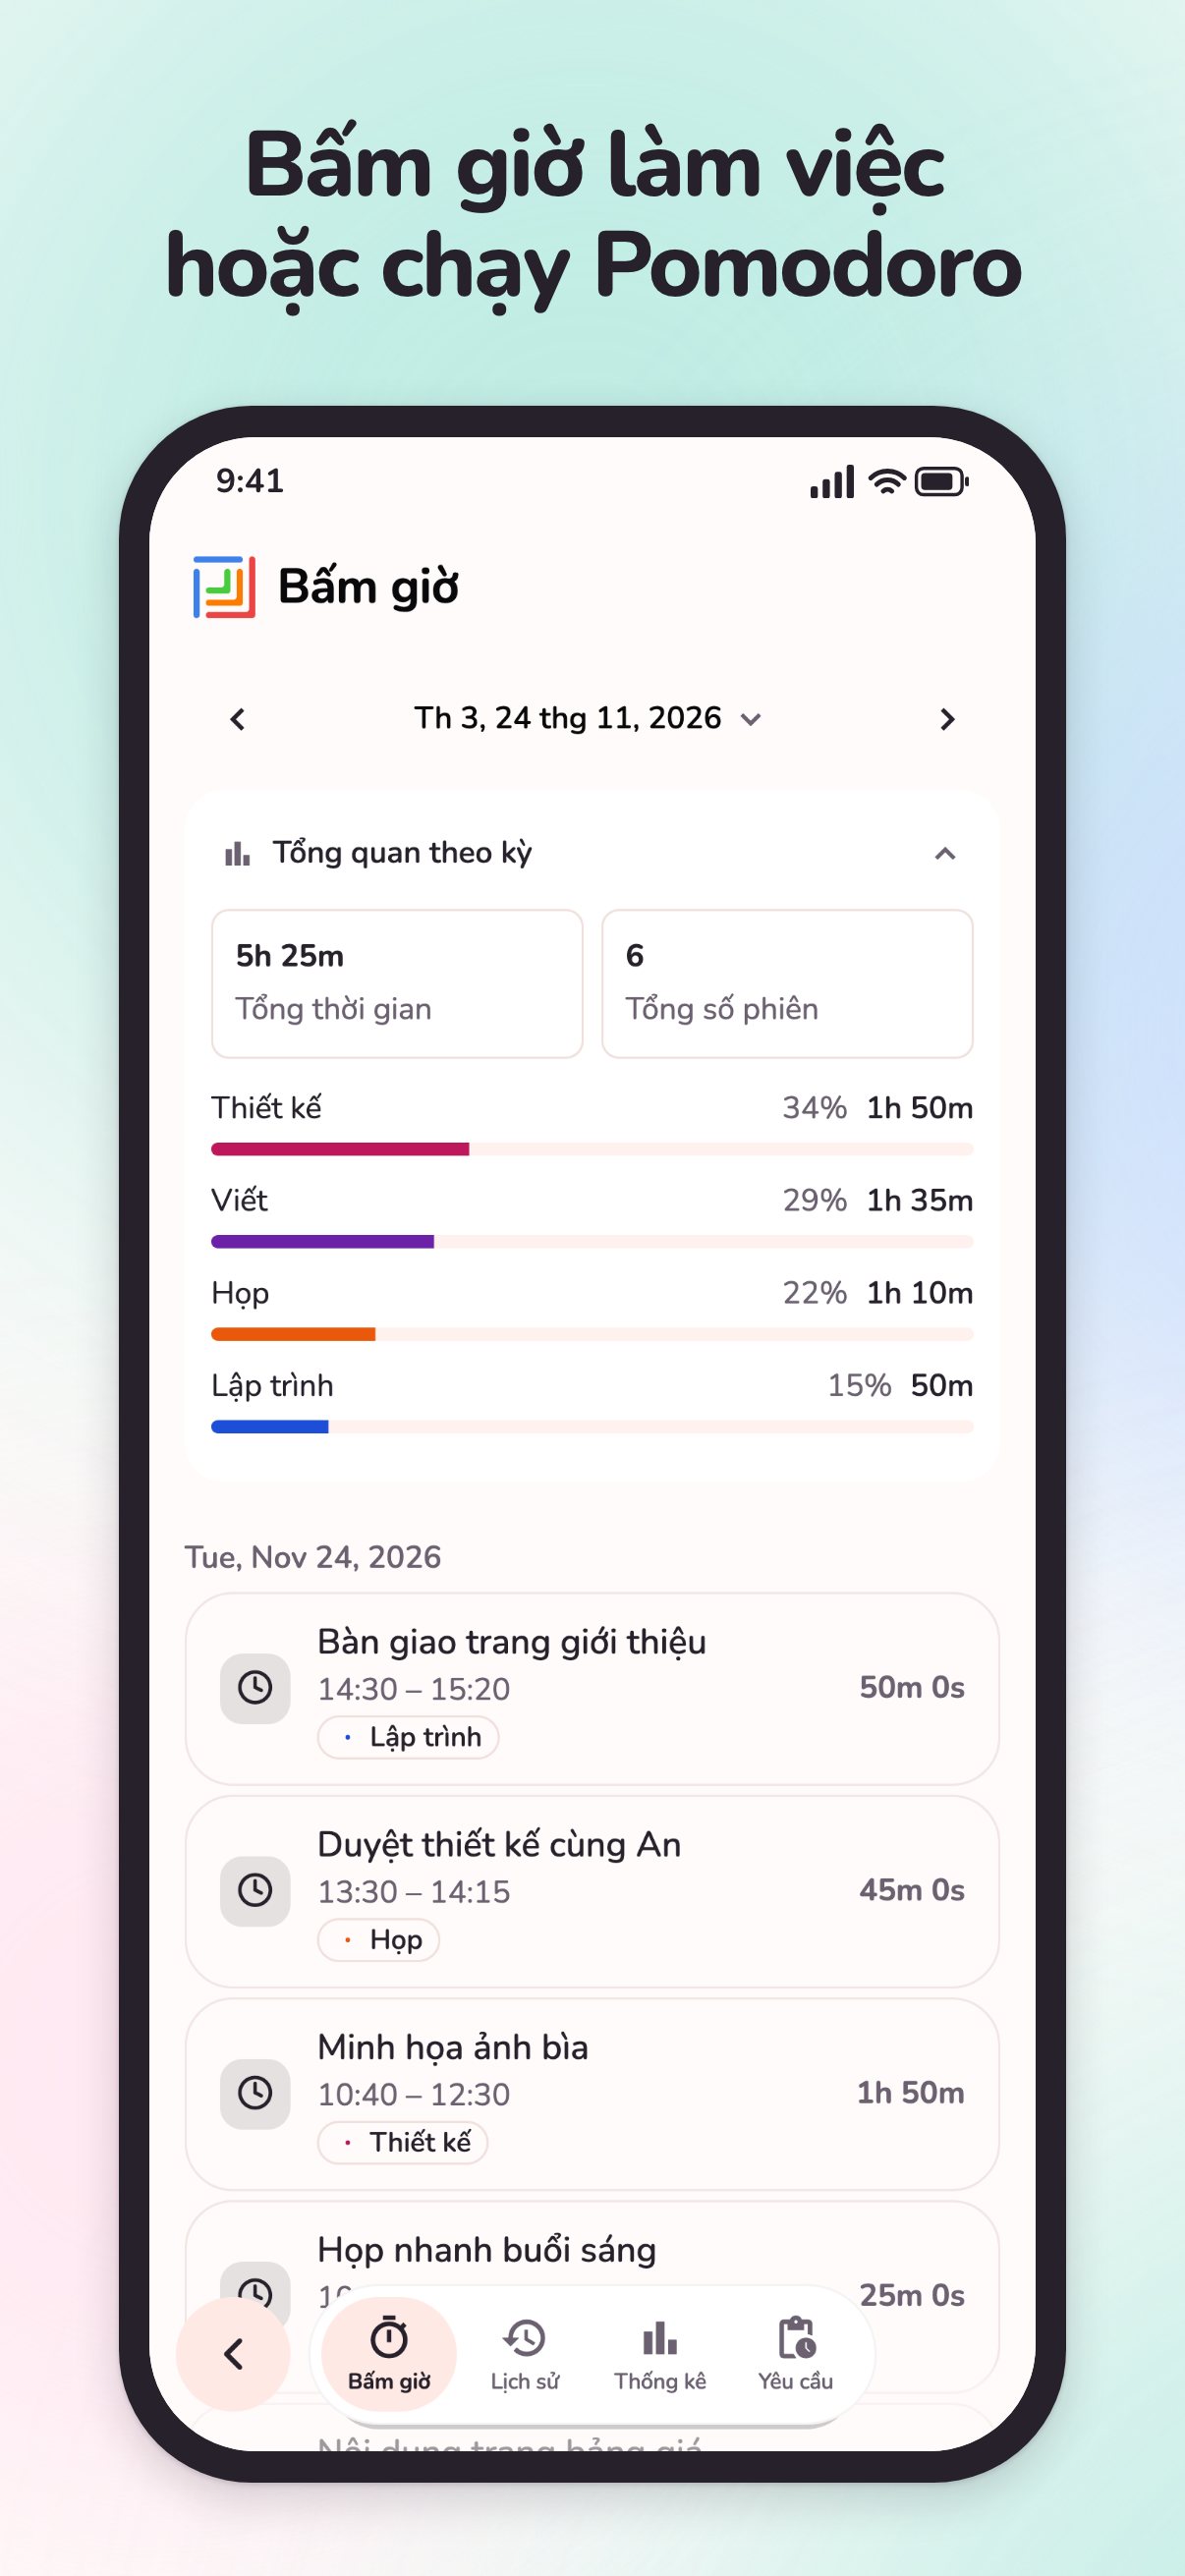 Bấm giờ làm việc
hoặc chạy Pomodoro
9:41
Bấm giờ
Th 3, 24 thg 11, 2026
Tổng quan theo kỳ
5h 25m
Tổng thời gian
6
Tổng số phiên
Thiết kế 34% 1h 50m
Viết 29% 1h 35m
Họp 22% 1h 10m
Lập trình 15% 50m
Tue, Nov 24, 2026
Bàn giao trang giới thiệu
14:30 – 15:20
50m 0s
Lập trình
Duyệt thiết kế cùng An
13:30 – 14:15
45m 0s
Họp
Minh họa ảnh bìa
10:40 – 12:30
1h 50m
Thiết kế
Họp nhanh buổi sáng
25m 0s
Bấm giờ
Lịch sử
Thống kê
Yêu cầu
Nội dung trang bảng giá